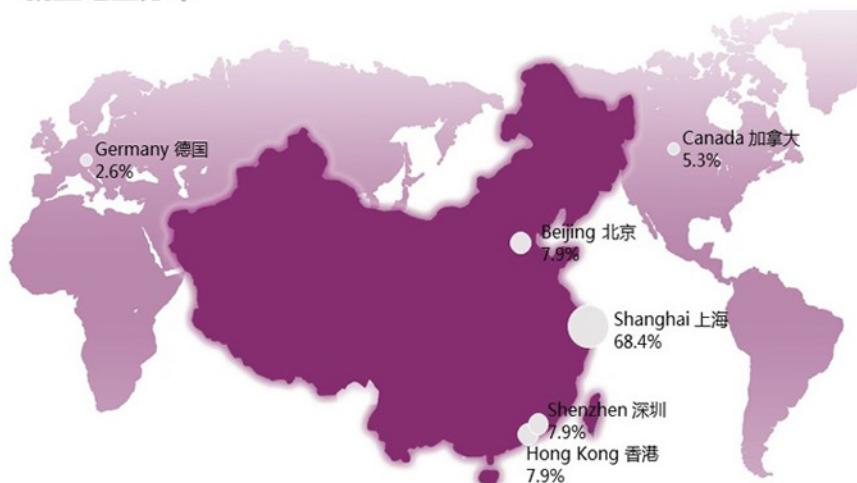 Germany 德国
2.6%
Canada 加拿大
5.3%
Beijing 北京
7.9%
Shanghai 上海
68.4%
Shenzhen 深圳
7.9%
Hong Kong 香港
7.9%